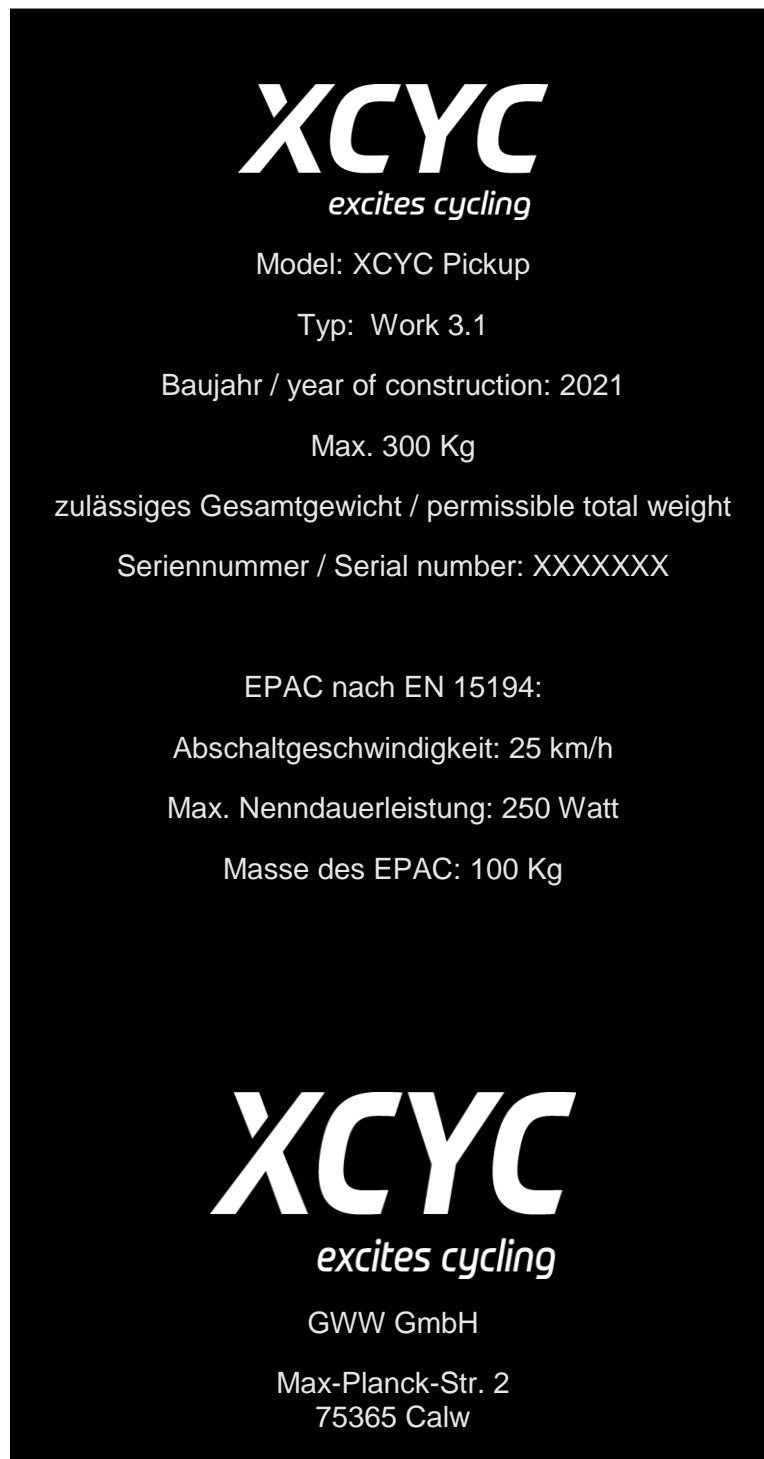 XCYC
excites cycling
Model: XCYC Pickup
Typ:  Work 3.1
Baujahr / year of construction: 2021
Max. 300 Kg
zulässiges Gesamtgewicht / permissible total weight
Seriennummer / Serial number: XXXXXXX
EPAC nach EN 15194:
Abschaltgeschwindigkeit: 25 km/h
Max. Nenndauerleistung: 250 Watt
Masse des EPAC: 100 Kg
XCYC
excites cycling
GWW GmbH
Max-Planck-Str. 2
75365 Calw